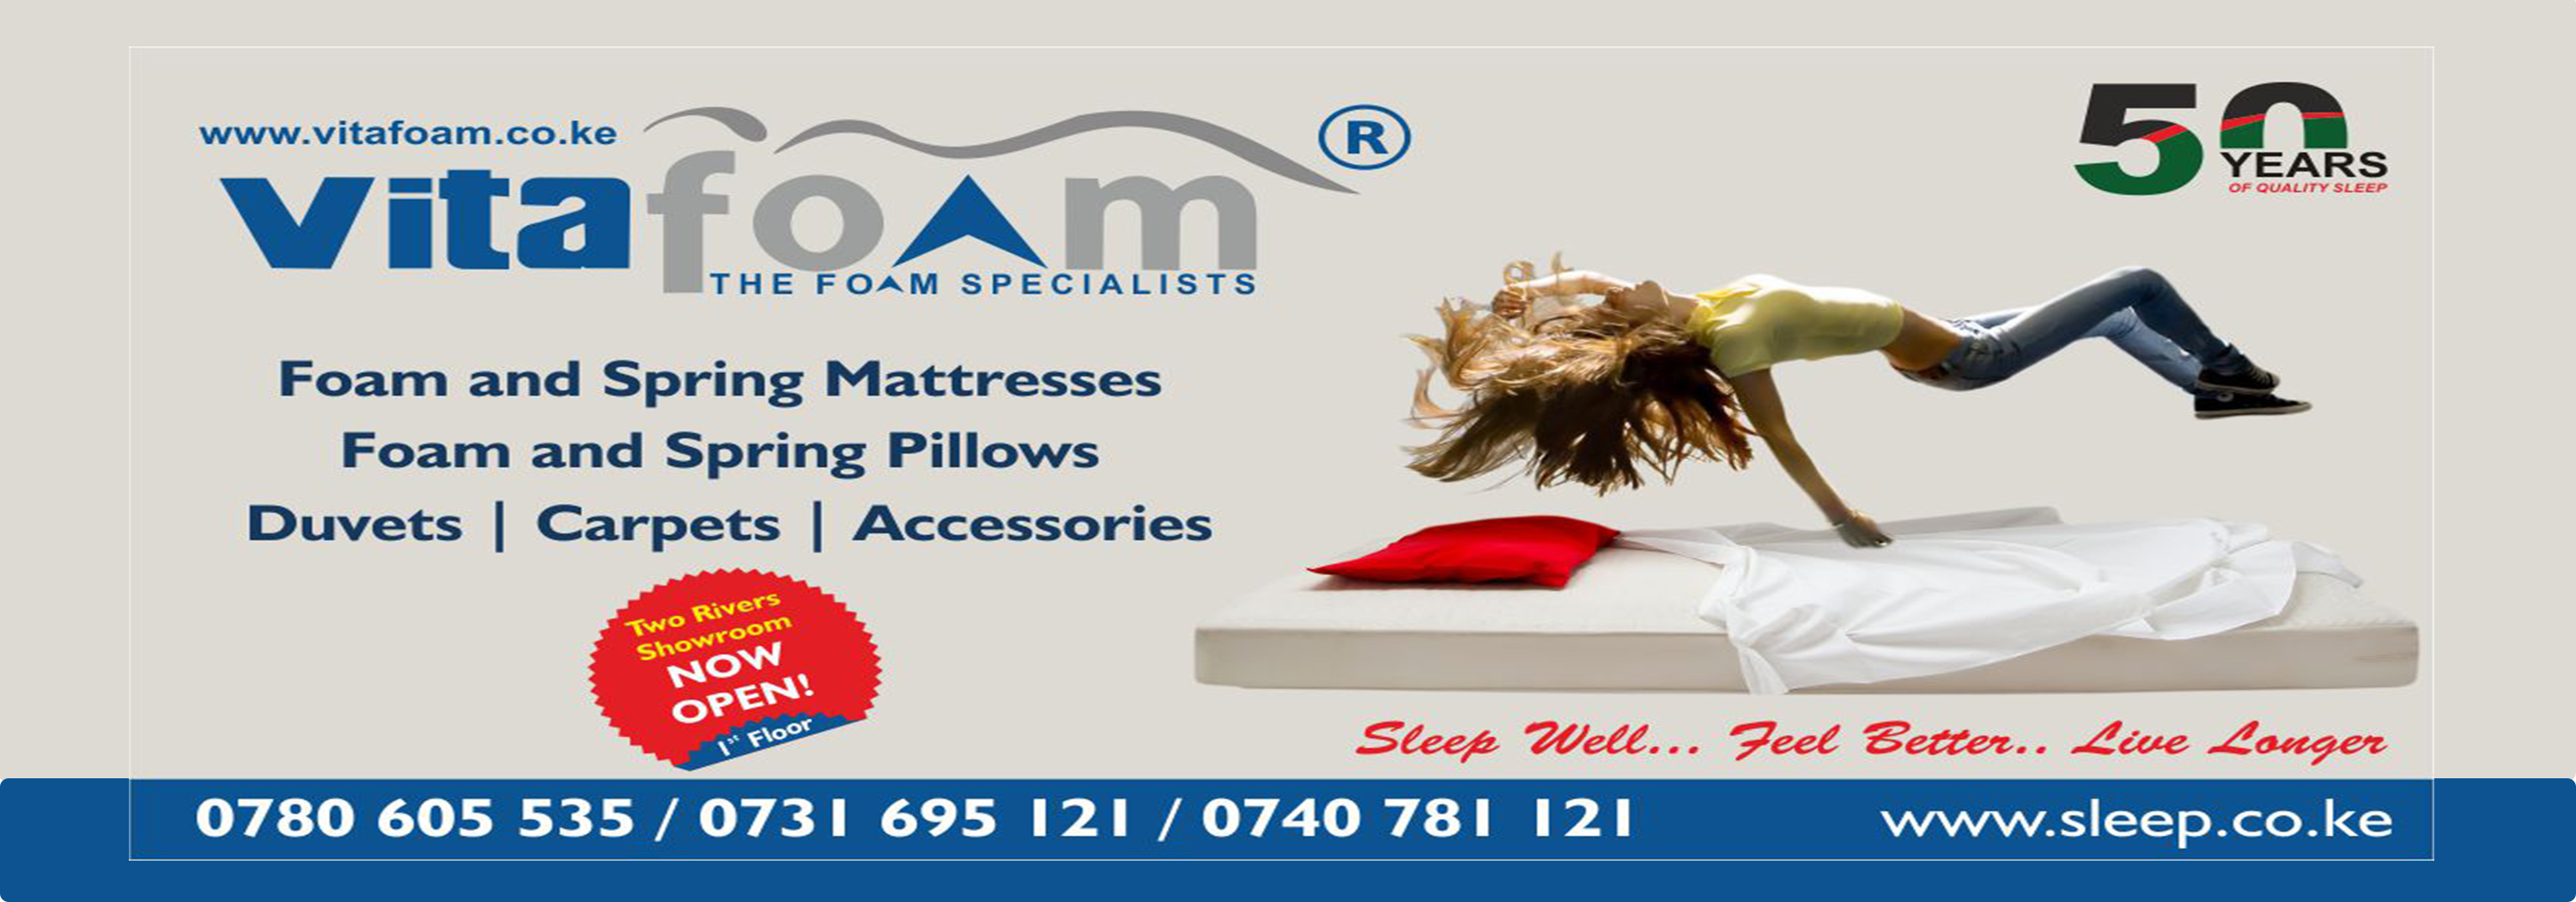 www.vitafoam.co.ke
vitafoam ®
THE FOAM SPECIALISTS
50
YEARS
OF QUALITY SLEEP
Foam and Spring Mattresses
Foam and Spring Pillows
Duvets | Carpets | Accessories
Two Rivers
Showroom
NOW
OPEN!
1st Floor
Sleep Well... Feel Better.. Live Longer
0780 605 535 / 0731 695 121 / 0740 781 121
www.sleep.co.ke